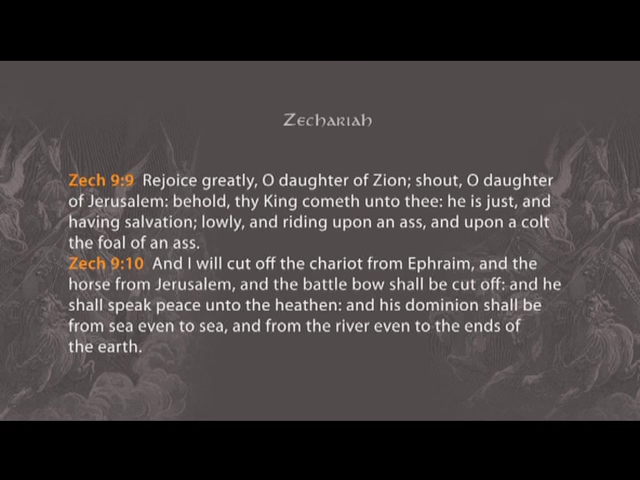 Zechariah
Zech 9:9 Rejoice greatly, O daughter of Zion; shout, O daughter
of Jerusalem: behold, thy King cometh unto thee: he is just, and
having salvation; lowly, and riding upon an ass, and upon a colt
the foal of an ass.
Zech 9:10 And I will cut off the chariot from Ephraim, and the
horse from Jerusalem, and the battle bow shall be cut off: and he
shall speak peace unto the heathen: and his dominion shall be
from sea even to sea, and from the river even to the ends of
the earth.